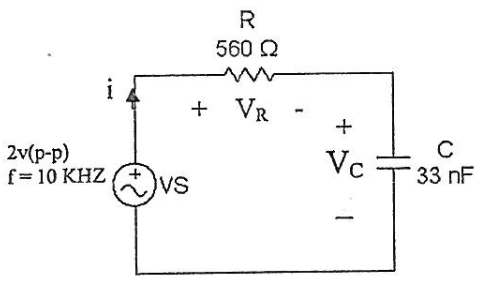 R
560 Ω
i
+ VR -
2v(p-p)
f = 10 KHZ
+
VS
+
VC
−
C
33 nF